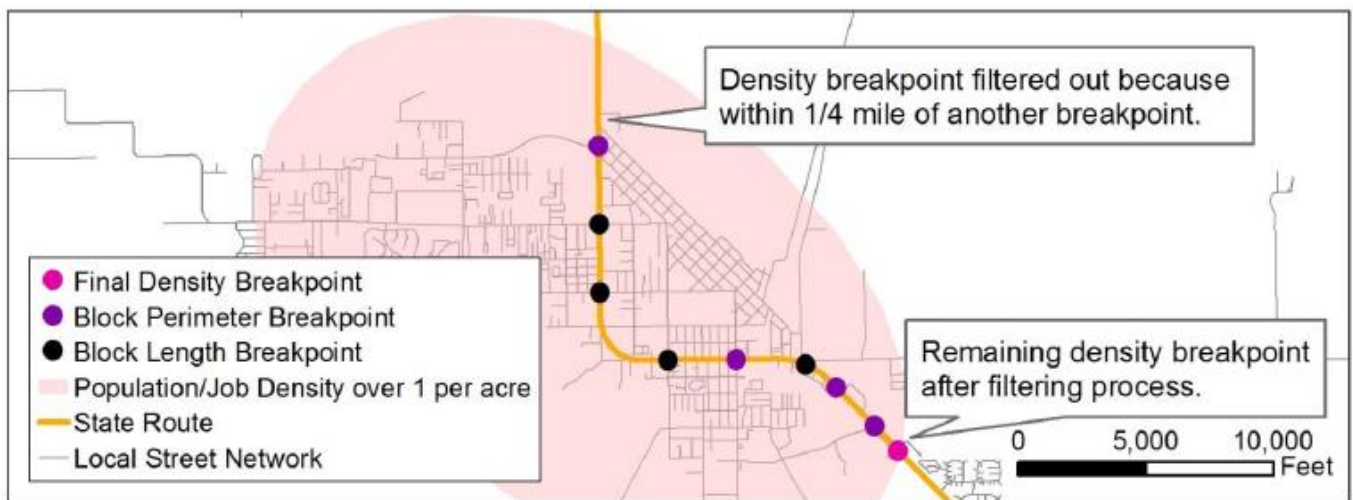 Density breakpoint filtered out because
within 1/4 mile of another breakpoint.
Final Density Breakpoint
Block Perimeter Breakpoint
Block Length Breakpoint
Population/Job Density over 1 per acre
State Route
Local Street Network
Remaining density breakpoint
after filtering process.
0 5,000 10,000
Feet